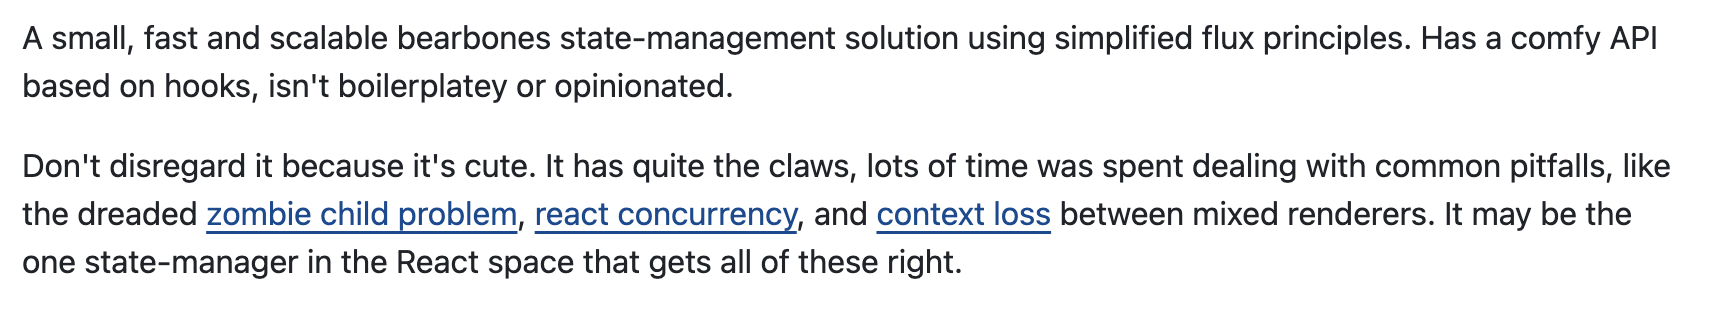 A small, fast and scalable bearbones state-management solution using simplified flux principles. Has a comfy API
based on hooks, isn't boilerplatey or opinionated.
Don't disregard it because it's cute. It has quite the claws, lots of time was spent dealing with common pitfalls, like
the dreaded zombie child problem, react concurrency, and context loss between mixed renderers. It may be the
one state-manager in the React space that gets all of these right.